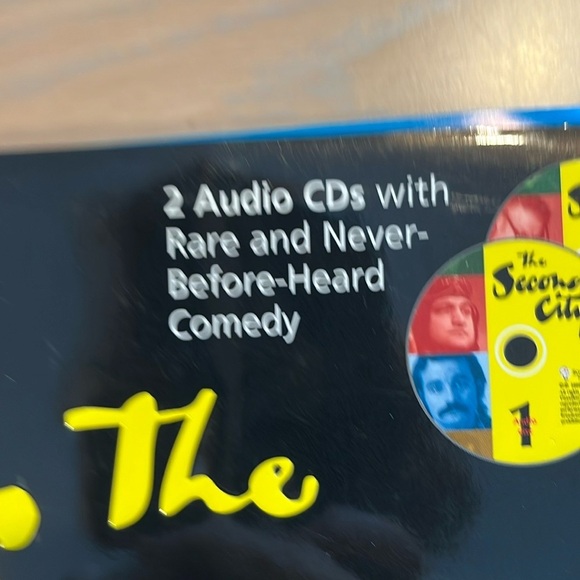 2 Audio CDs with
Rare and Never-
Before-Heard
Comedy
The
Second
City
1
The